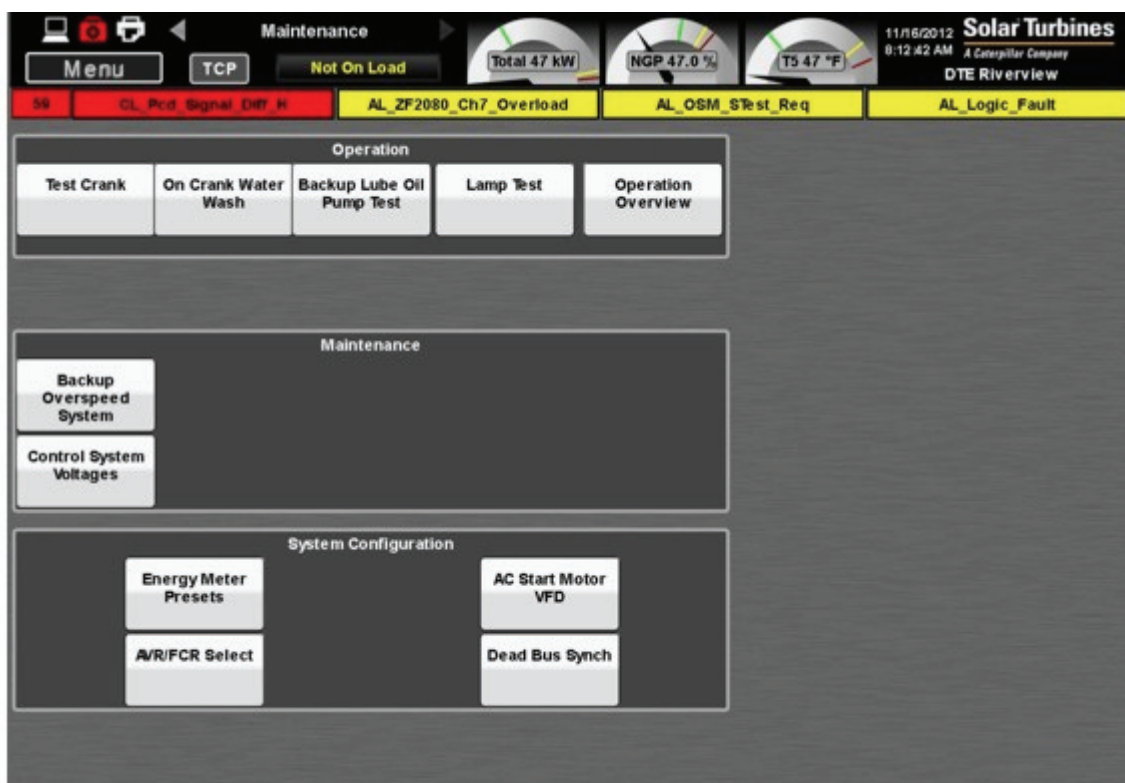 Maintenance
Menu
TCP
Not On Load
Total 47 kW
NGP 47.0 %
T5 47 °F
11/16/2012
8:12:42 AM
Solar Turbines
A Caterpillar Company
DTE Riverview
59
CL_Pcd_Signal_Diff_H
AL_ZF2080_Ch7_Overload
AL_OSM_STest_Req
AL_Logic_Fault
Operation
Test Crank
On Crank Water
Wash
Backup Lube Oil
Pump Test
Lamp Test
Operation
Overview
Maintenance
Backup
Overspeed
System
Control System
Voltages
System Configuration
Energy Meter
Presets
AC Start Motor
VFD
AVR/FCR Select
Dead Bus Synch